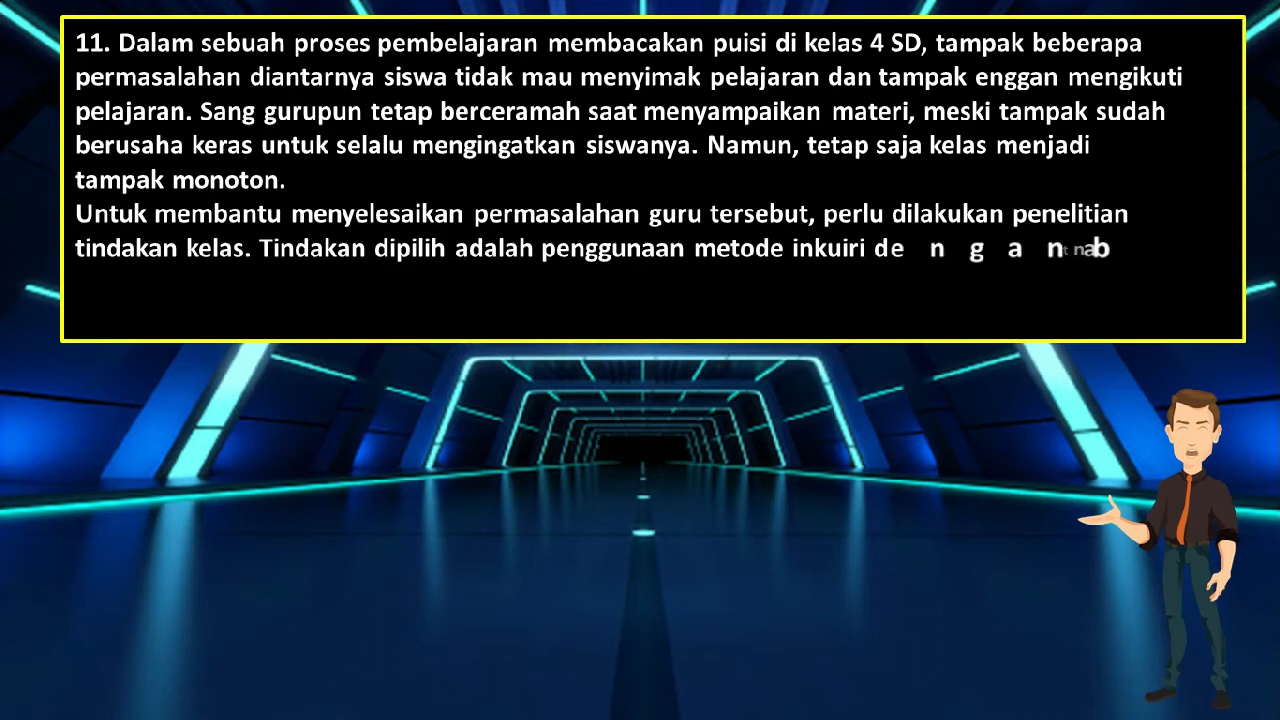 11. Dalam sebuah proses pembelajaran membacakan puisi di kelas 4 SD, tampak beberapa
permasalahan diantarnya siswa tidak mau menyimak pelajaran dan tampak enggan mengikuti
pelajaran. Sang gurupun tetap berceramah saat menyampaikan materi, meski tampak sudah
berusaha keras untuk selalu mengingatkan siswanya. Namun, tetap saja kelas menjadi
tampak monoton.
Untuk membantu menyelesaikan permasalahan guru tersebut, perlu dilakukan penelitian
tindakan kelas. Tindakan dipilih adalah penggunaan metode inkuiri dengan